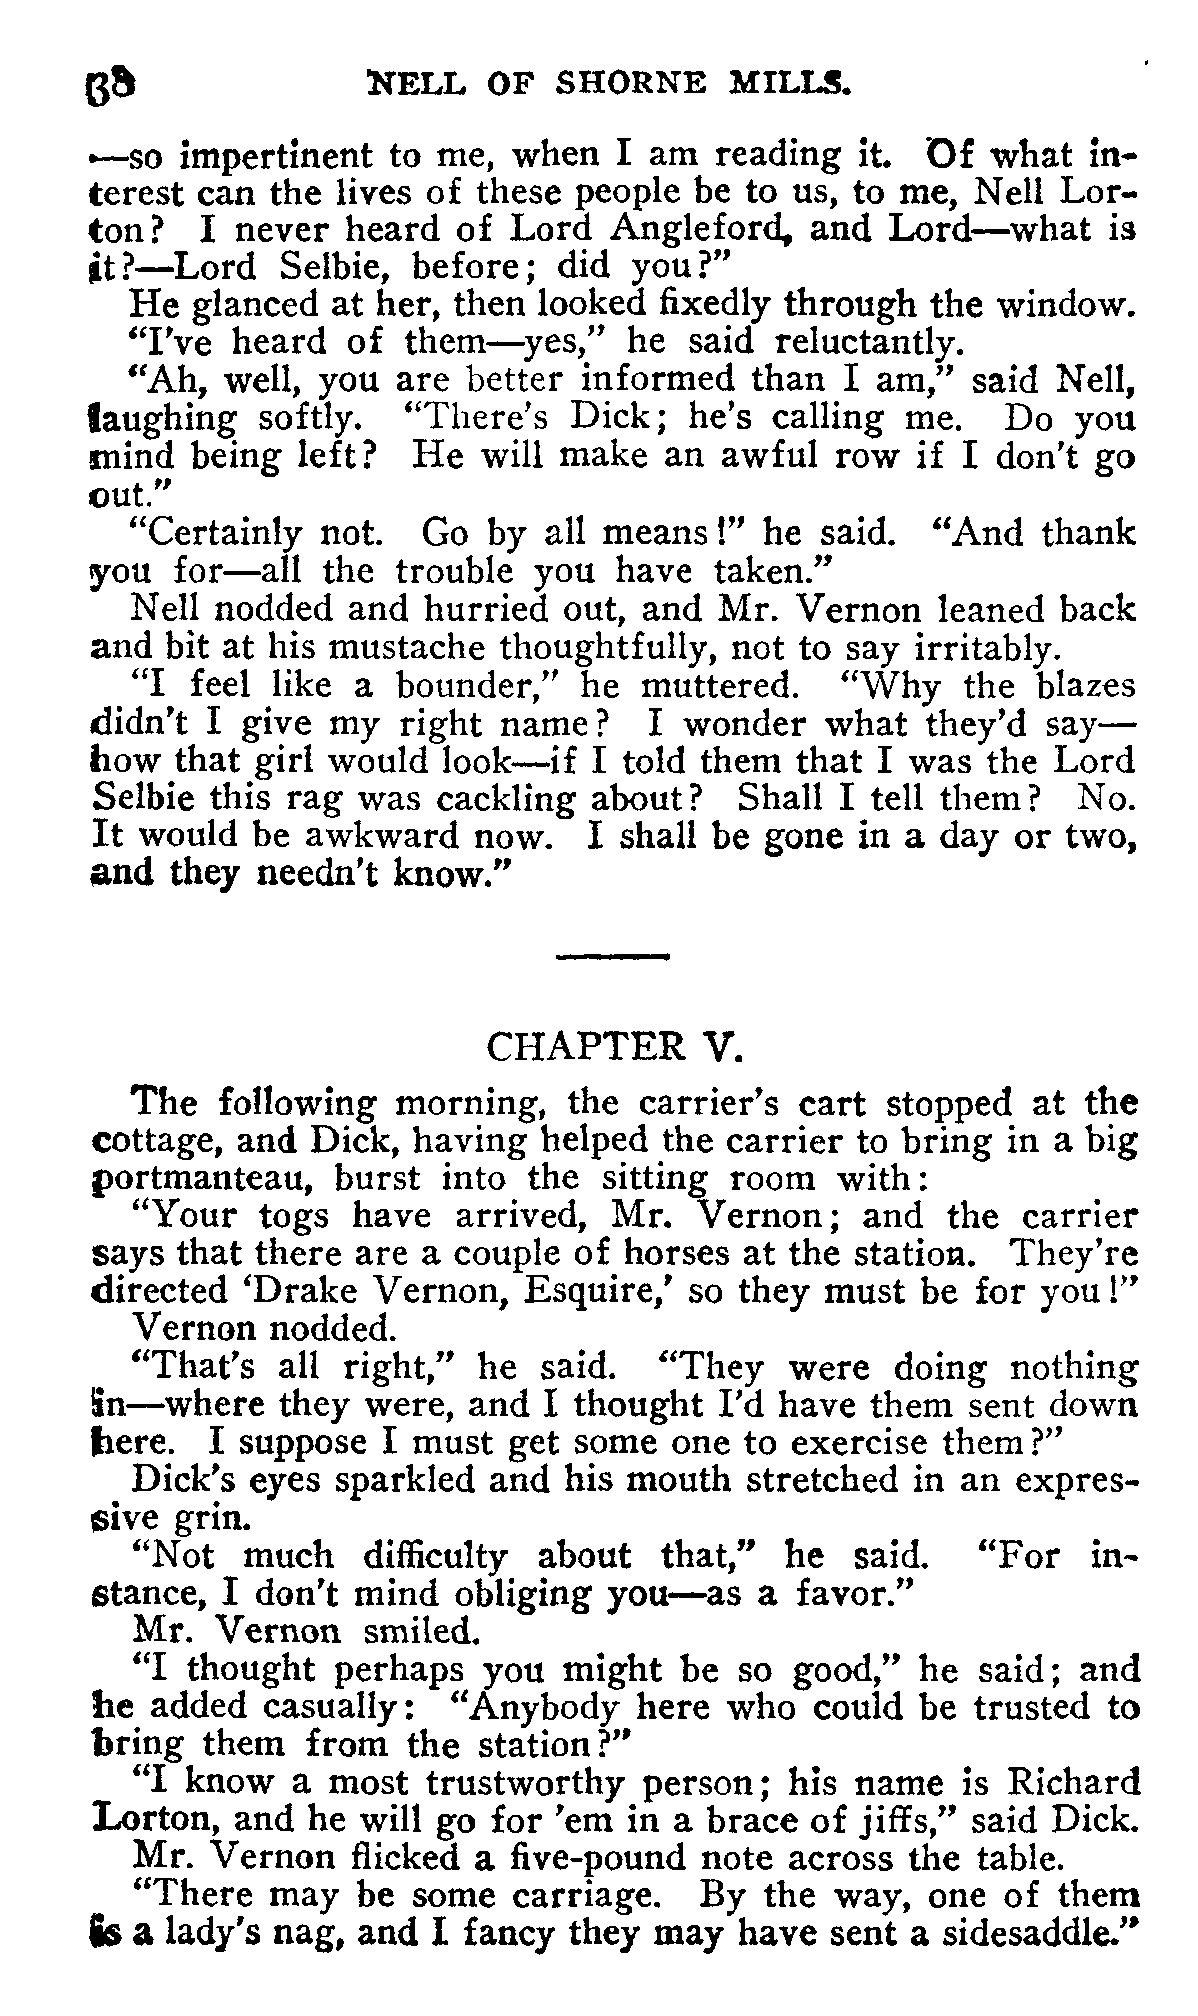 38 NELL OF SHORNE MILLS.
—so impertinent to me, when I am reading it. Of what in-
terest can the lives of these people be to us, to me, Nell Lor-
ton? I never heard of Lord Angleford, and Lord—what is
it?—Lord Selbie, before; did you?"
He glanced at her, then looked fixedly through the window.
"I've heard of them—yes," he said reluctantly.
"Ah, well, you are better informed than I am," said Nell,
laughing softly. "There's Dick; he's calling me. Do you
mind being left? He will make an awful row if I don't go
out."
"Certainly not. Go by all means!" he said. "And thank
you for—all the trouble you have taken."
Nell nodded and hurried out, and Mr. Vernon leaned back
and bit at his mustache thoughtfully, not to say irritably.
"I feel like a bounder," he muttered. "Why the blazes
didn't I give my right name? I wonder what they'd say—
how that girl would look—if I told them that I was the Lord
Selbie this rag was cackling about? Shall I tell them? No.
It would be awkward now. I shall be gone in a day or two,
and they needn't know."
CHAPTER V.
The following morning, the carrier's cart stopped at the
cottage, and Dick, having helped the carrier to bring in a big
portmanteau, burst into the sitting room with:
"Your togs have arrived, Mr. Vernon; and the carrier
says that there are a couple of horses at the station. They're
directed 'Drake Vernon, Esquire,' so they must be for you!"
Vernon nodded.
"That's all right," he said. "They were doing nothing
in—where they were, and I thought I'd have them sent down
here. I suppose I must get some one to exercise them?"
Dick's eyes sparkled and his mouth stretched in an expres-
sive grin.
"Not much difficulty about that," he said. "For in-
stance, I don't mind obliging you—as a favor."
Mr. Vernon smiled.
"I thought perhaps you might be so good," he said; and
he added casually: "Anybody here who could be trusted to
bring them from the station?"
"I know a most trustworthy person; his name is Richard
Lorton, and he will go for 'em in a brace of jiffs," said Dick.
Mr. Vernon flicked a five-pound note across the table.
"There may be some carriage. By the way, one of them
is a lady's nag, and I fancy they may have sent a sidesaddle."